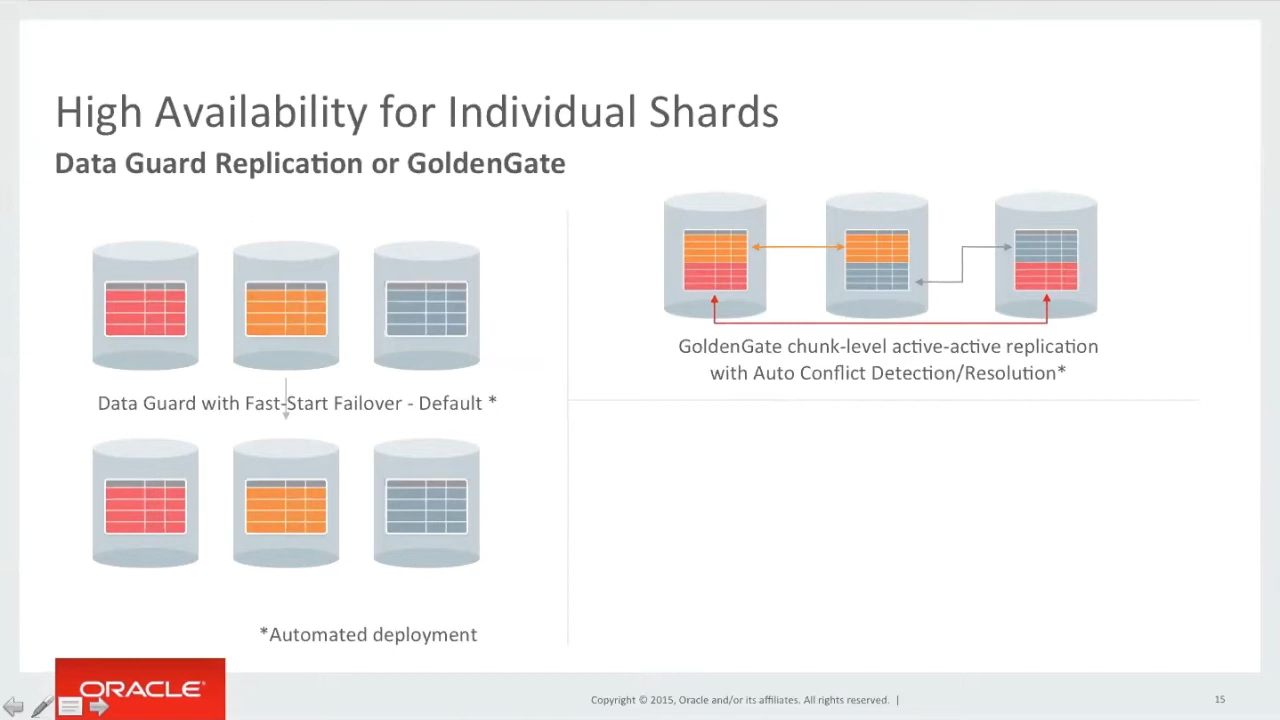 High Availability for Individual Shards
Data Guard Replication or GoldenGate
Data Guard with Fast-Start Failover - Default *
*Automated deployment
GoldenGate chunk-level active-active replication
with Auto Conflict Detection/Resolution*
ORACLE®
Copyright © 2015, Oracle and/or its affiliates. All rights reserved. |
15